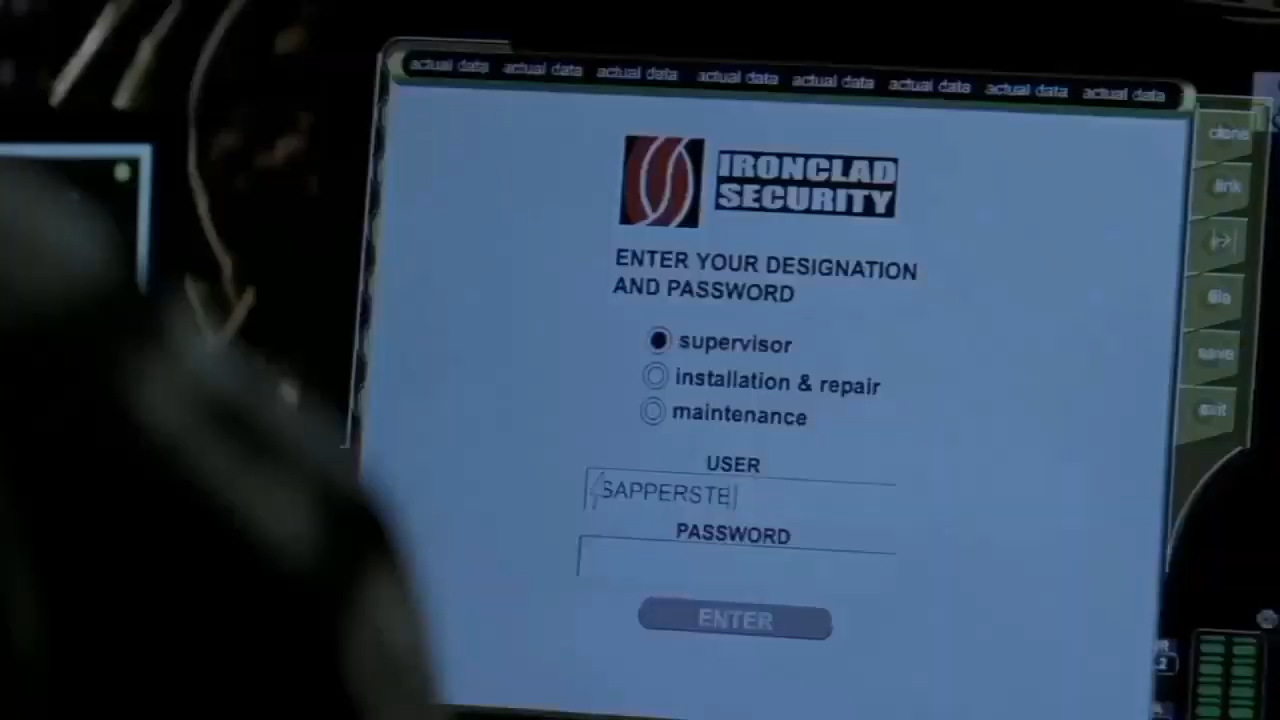 actual data actual data actual data actual data actual data actual data actual data actual data
clone
link
IRONCLAD
SECURITY
ENTER YOUR DESIGNATION
AND PASSWORD
supervisor
installation & repair
maintenance
save
exit
USER
SAPPERSTE
PASSWORD
ENTER